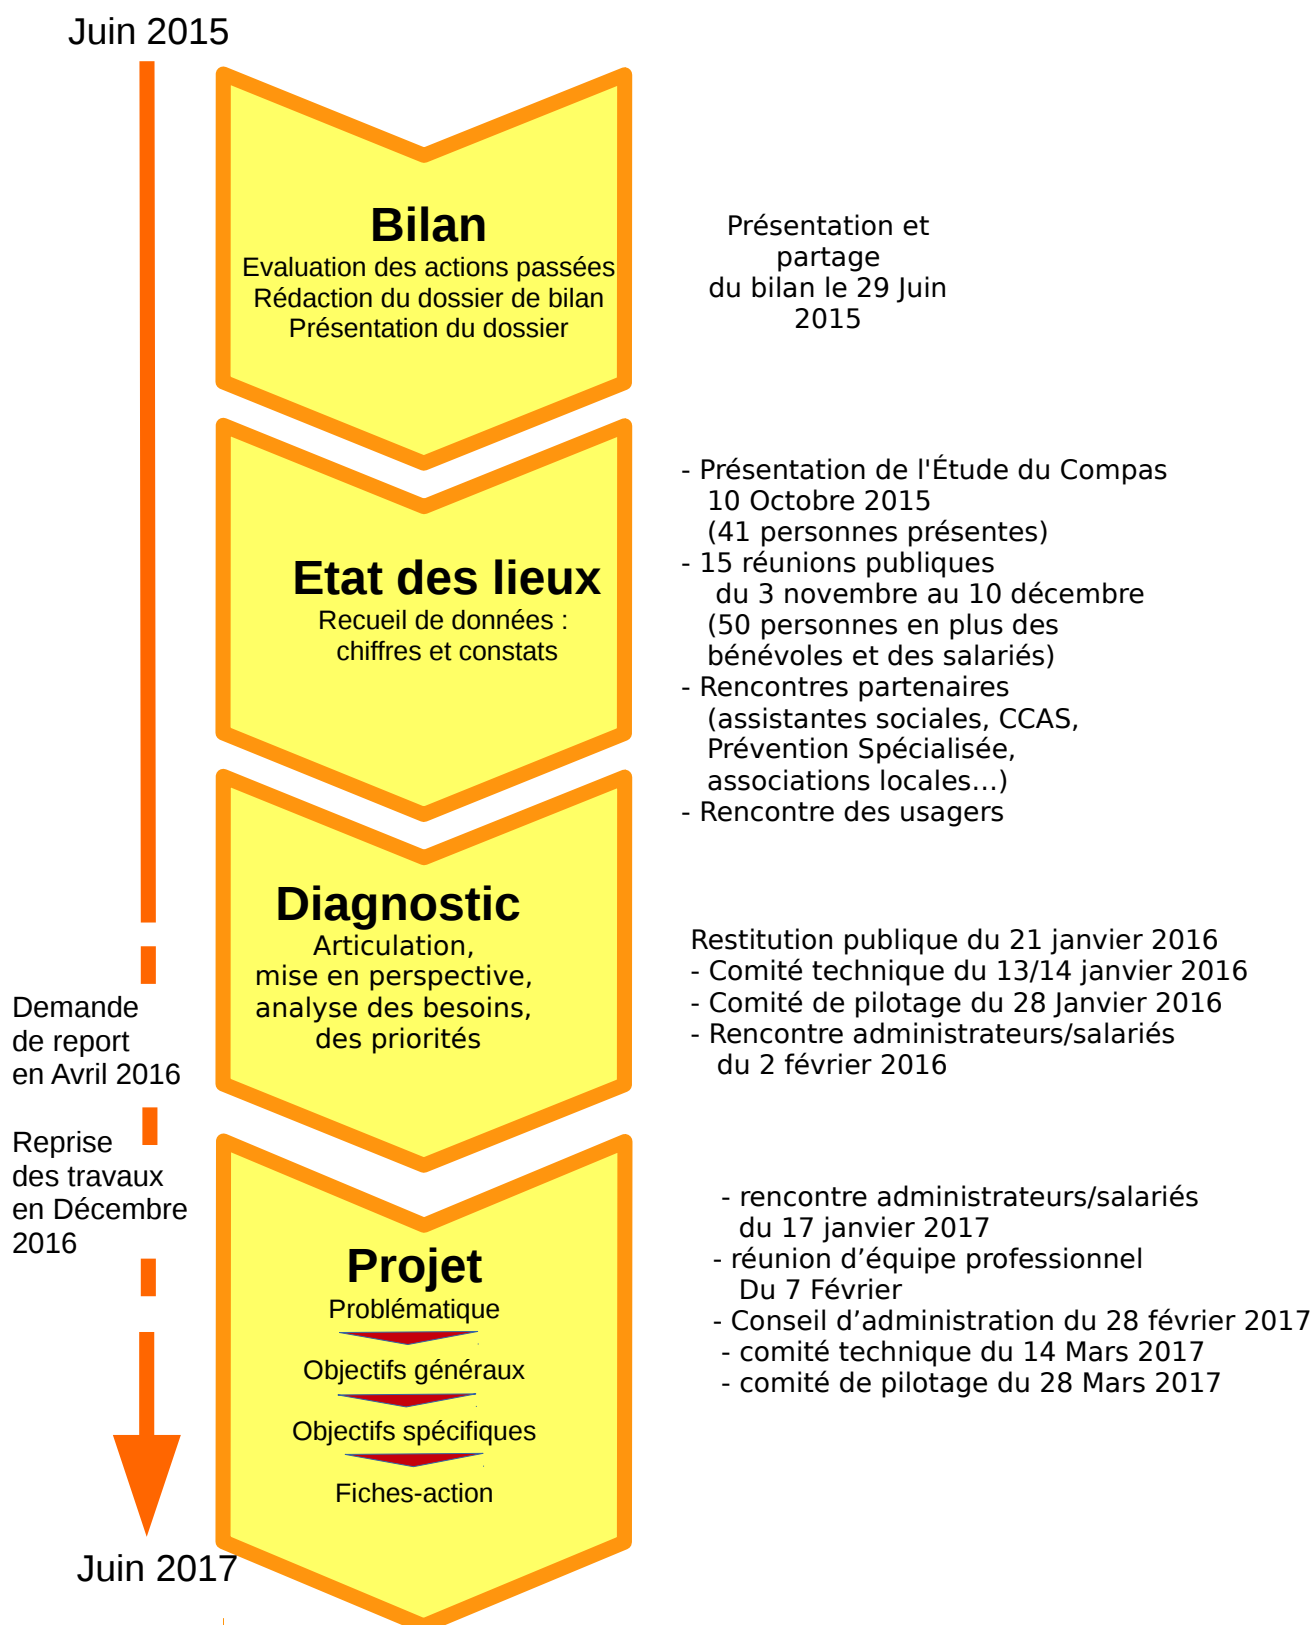 Juin 2015
Bilan
Evaluation des actions passées
Rédaction du dossier de bilan
Présentation du dossier
Présentation et
partage
du bilan le 29 Juin
2015
Etat des lieux
Recueil de données :
chiffres et constats
- Présentation de l'Étude du Compas
10 Octobre 2015
(41 personnes présentes)
- 15 réunions publiques
du 3 novembre au 10 décembre
(50 personnes en plus des
bénévoles et des salariés)
- Rencontres partenaires
(assistantes sociales, CCAS,
Prévention Spécialisée,
associations locales...)
- Rencontre des usagers
Diagnostic
Articulation,
mise en perspective,
analyse des besoins,
des priorités
Restitution publique du 21 janvier 2016
- Comité technique du 13/14 janvier 2016
- Comité de pilotage du 28 Janvier 2016
- Rencontre administrateurs/salariés
du 2 février 2016
Demande
de report
en Avril 2016
Reprise
des travaux
en Décembre
2016
Projet
Problématique
Objectifs généraux
Objectifs spécifiques
Fiches-action
- rencontre administrateurs/salariés
du 17 janvier 2017
- réunion d’équipe professionnel
Du 7 Février
- Conseil d’administration du 28 février 2017
- comité technique du 14 Mars 2017
- comité de pilotage du 28 Mars 2017
Juin 2017